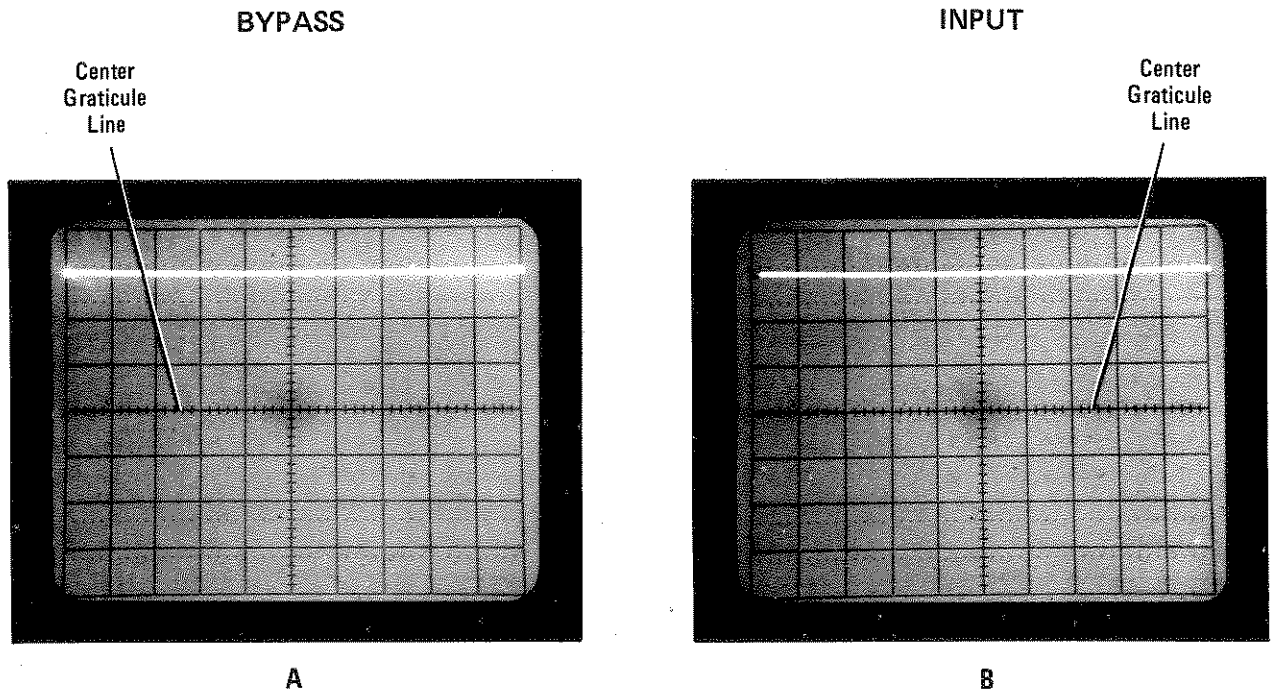 BYPASS
Center
Graticule
Line
A
INPUT
Center
Graticule
Line
B